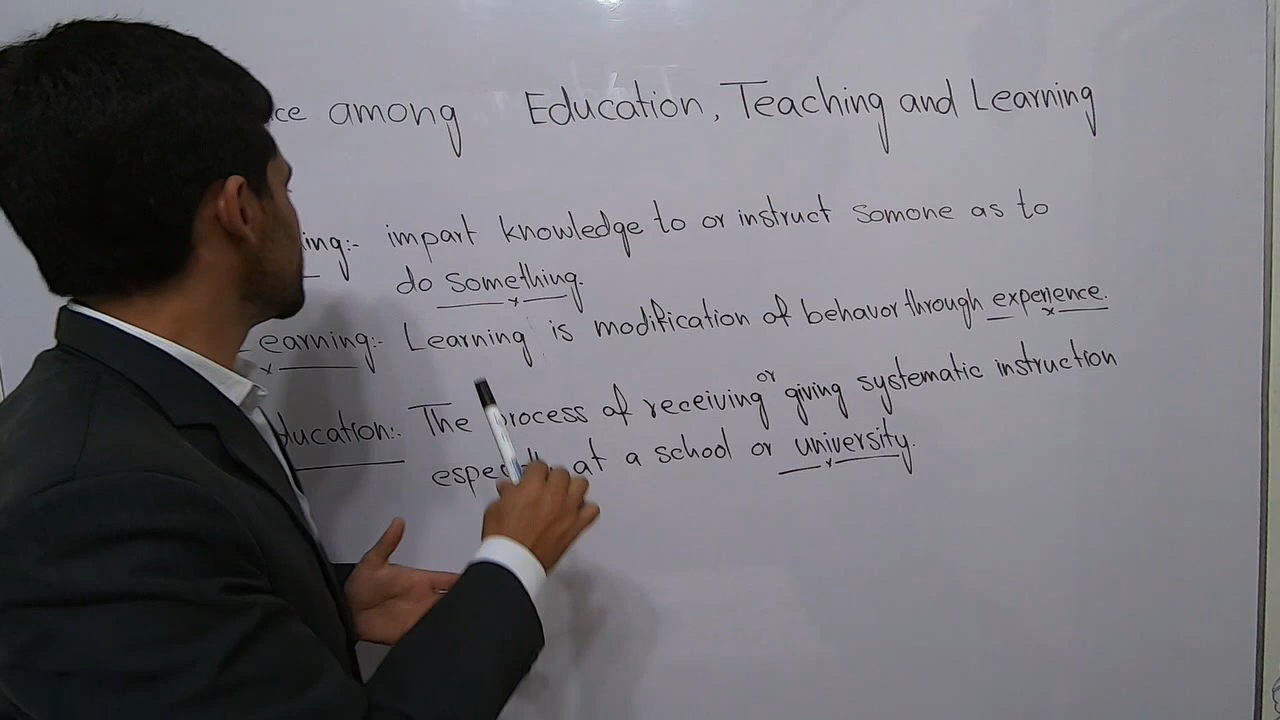 ce among Education, Teaching and Learning
ing:- impart knowledge to or instruct Somone as to
do something.
Learning:- Learning is modification of behavor through experience.
ducation:- The process of receiving or giving systematic instruction
at a school or university.